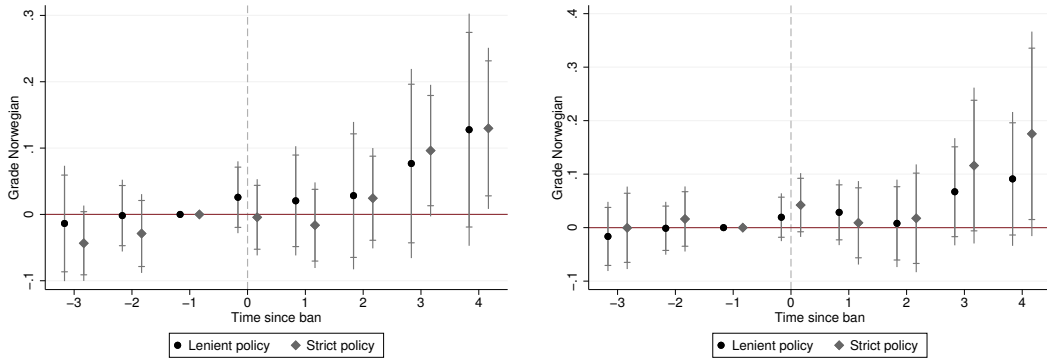 Grade Norwegian
.3
.2
.1
0
-.1
-3 -2 -1 0 1 2 3 4
Time since ban
Lenient policy Strict policy
Grade Norwegian
.4
.3
.2
.1
0
-.1
-3 -2 -1 0 1 2 3 4
Time since ban
Lenient policy Strict policy